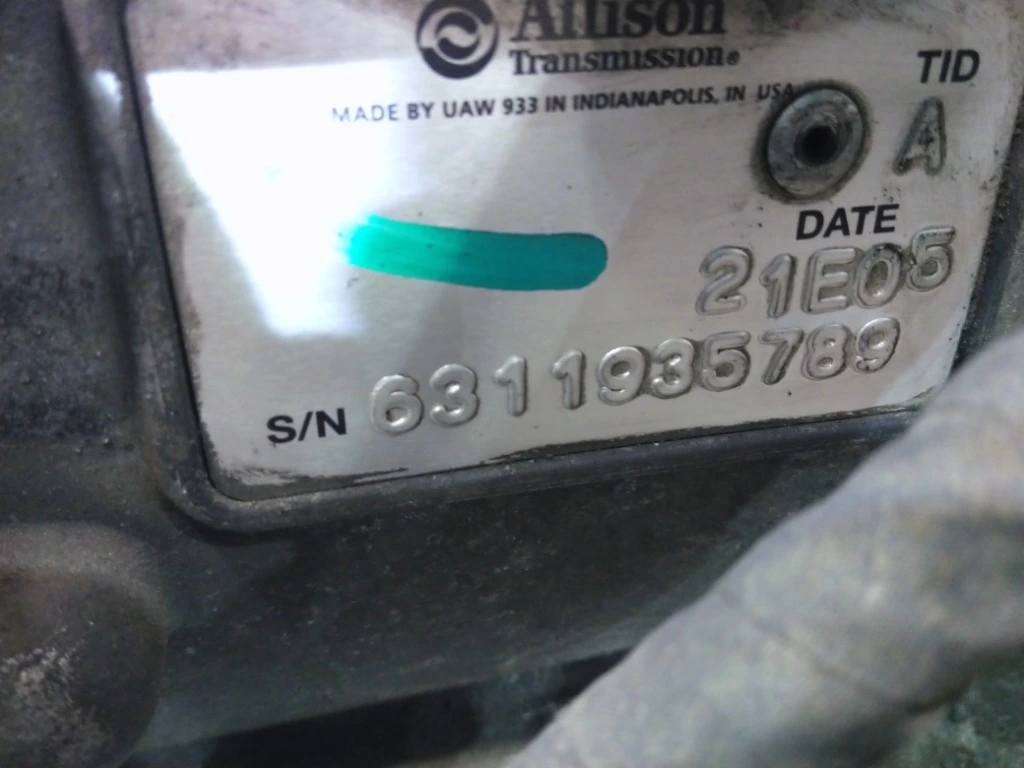 Allison
Transmission®
TID
MADE BY UAW 933 IN INDIANAPOLIS, IN USA
A
DATE
21E05
S/N 6311935789